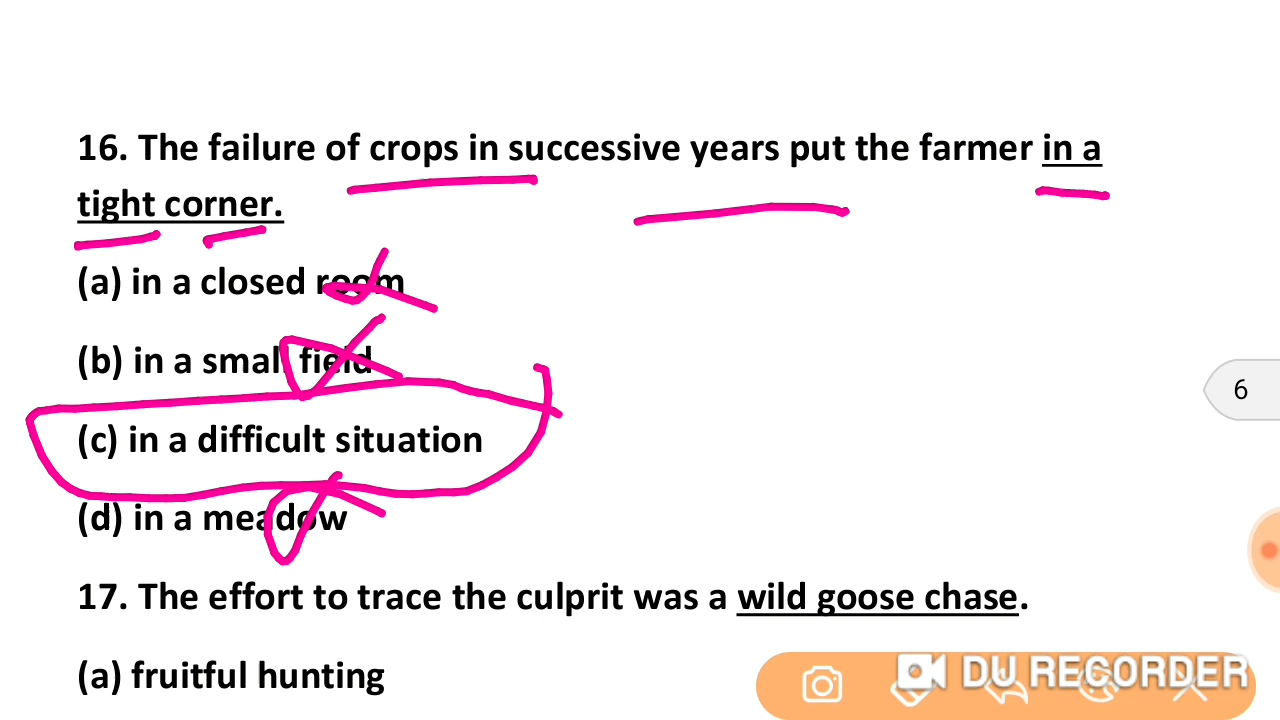 16. The failure of crops in successive years put the farmer in a
tight corner.
(a) in a closed room
(b) in a small field
(c) in a difficult situation
6
(d) in a meadow
17. The effort to trace the culprit was a wild goose chase.
(a) fruitful hunting
DU RECORDER